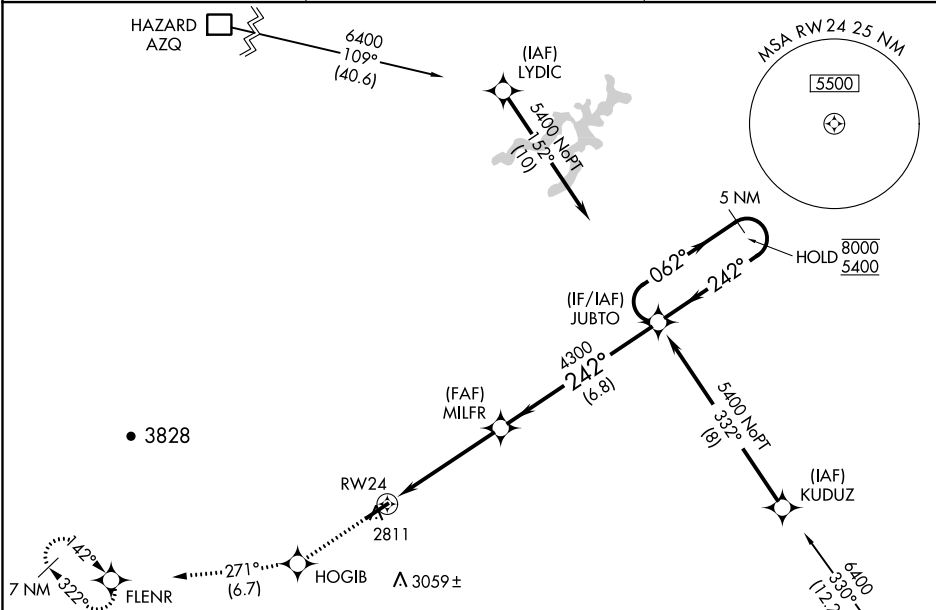 HAZARD
AZQ
6400
109°
(40.6)
(IAF)
LYDIC
5400 NoPT
152°
(10)
MSA RW24 25 NM
5500
5 NM
HOLD 8000
5400
062°
242°
(IF/IAF)
JUBTO
4300
242°
(6.8)
(FAF)
MILFR
5400 NoPT
332°
(8)
(IAF)
KUDUZ
6400
330°
3828
RW24
2811
142°
322°
7 NM
FLENR
271°
(6.7)
HOGIB
3059±